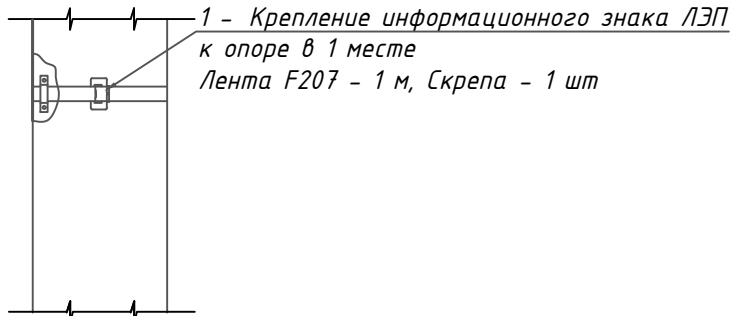 1 - Крепление информационного знака ЛЭП
к опоре в 1 месте
Лента F207 - 1 м, Скрепа - 1 шт